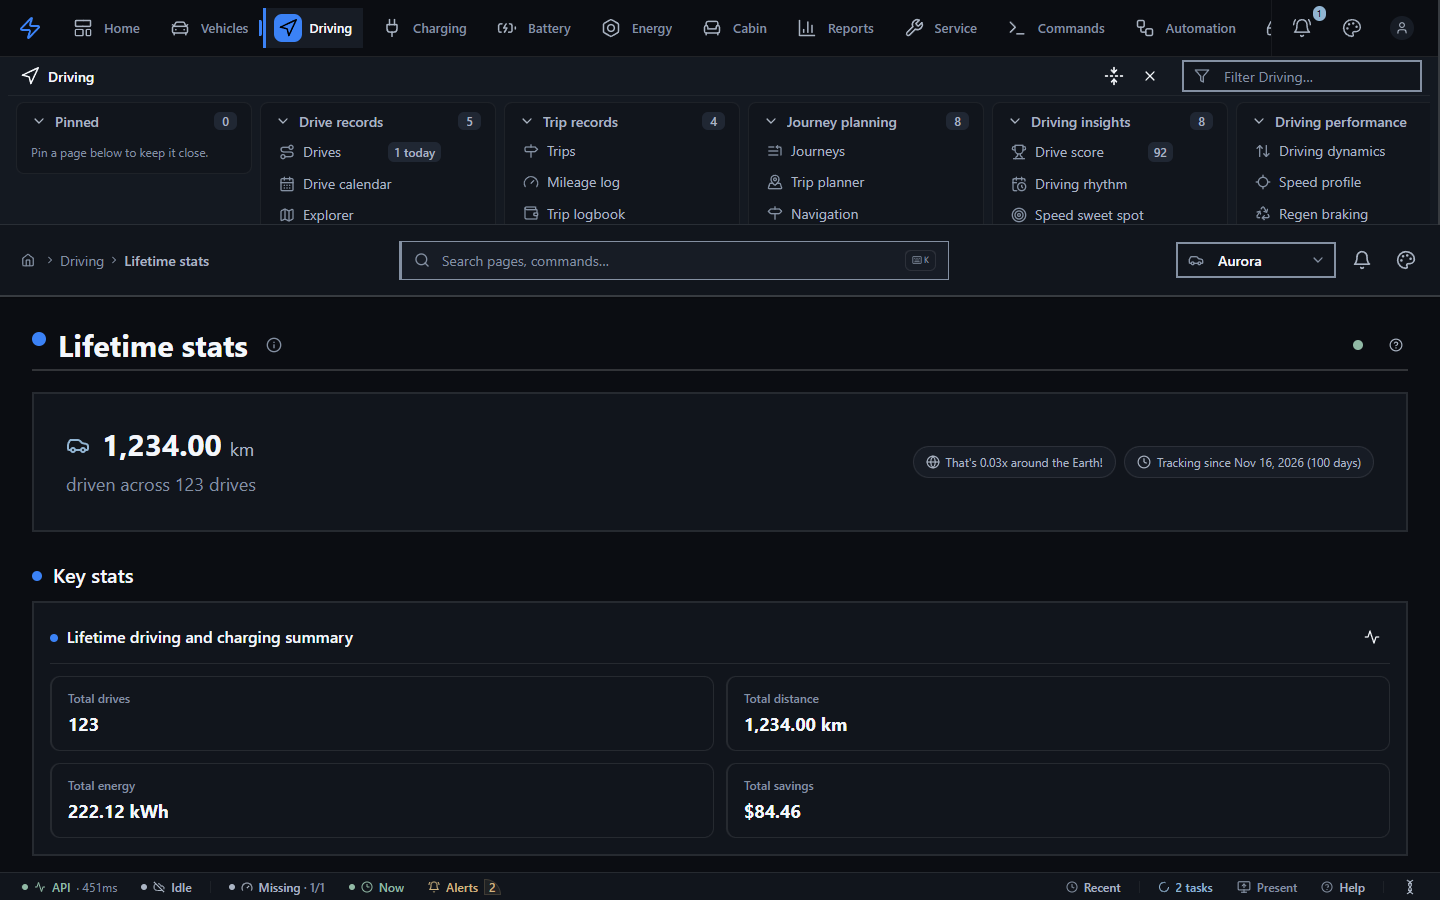 Home
Vehicles
Driving
Charging
Battery
Energy
Cabin
Reports
Service
Commands
Automation
1
Driving
Filter Driving...
Pinned 0
Pin a page below to keep it close.
Drive records 5
Drives 1 today
Drive calendar
Explorer
Trip records 4
Trips
Mileage log
Trip logbook
Journey planning 8
Journeys
Trip planner
Navigation
Driving insights 8
Drive score 92
Driving rhythm
Speed sweet spot
Driving performance
Driving dynamics
Speed profile
Regen braking
Driving
Lifetime stats
Search pages, commands...
K
Aurora
Lifetime stats
1,234.00 km
driven across 123 drives
That's 0.03x around the Earth!
Tracking since Nov 16, 2026 (100 days)
Key stats
Lifetime driving and charging summary
Total drives
123
Total distance
1,234.00 km
Total energy
222.12 kWh
Total savings
$84.46
API · 451ms
Idle
Missing · 1/1
Now
Alerts 2
Recent
2 tasks
Present
Help